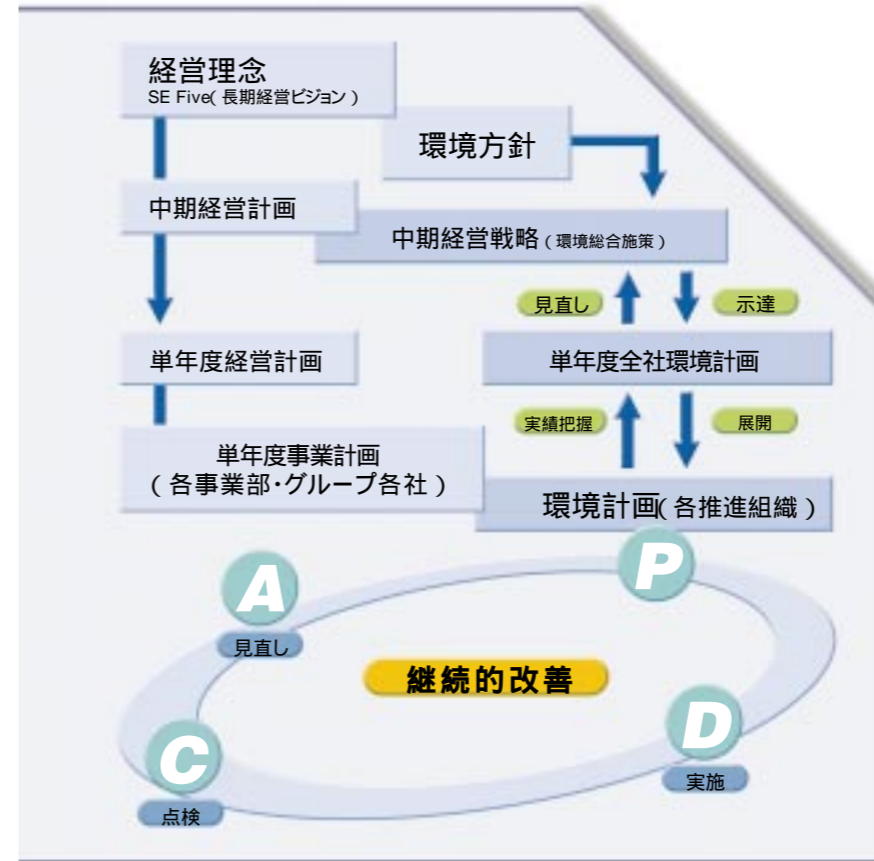 経営理念
SE Five(長期経営ビジョン)
環境方針
中期経営計画
中期経営戦略(環境総合施策)
見直し
示達
単年度経営計画
単年度全社環境計画
実績把握
展開
単年度事業計画
(各事業部・グループ各社)
環境計画(各推進組織)
P
A
見直し
継続的改善
D
実施
C
点検